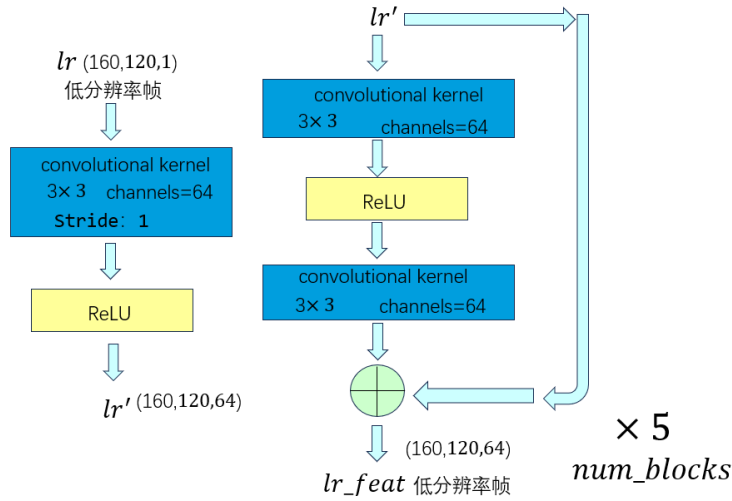 lr (160,120,1)
低分辨率帧
convolutional kernel
3× 3 channels=64
Stride: 1
ReLU
lr′ (160,120,64)
lr′
convolutional kernel
3× 3 channels=64
ReLU
convolutional kernel
3× 3 channels=64
(160,120,64)
lr_feat 低分辨率帧
× 5
num_blocks